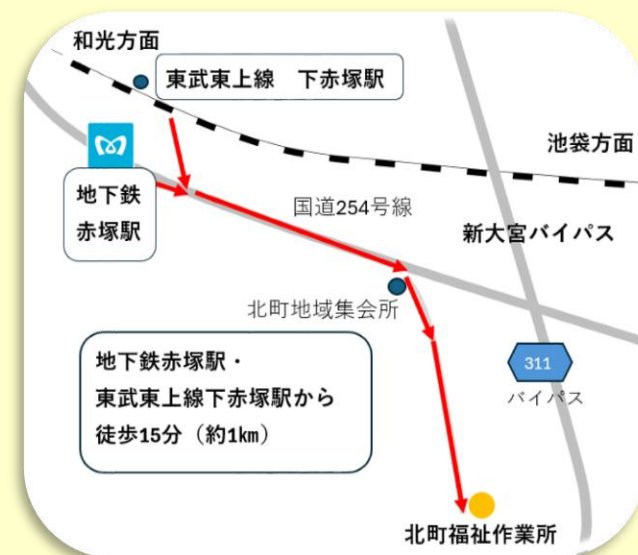 和光方面
東武東上線　下赤塚駅
池袋方面
地下鉄
赤塚駅
国道254号線
新大宮バイパス
北町地域集会所
地下鉄赤塚駅・
東武東上線下赤塚駅から
徒歩15分（約1km）
311
バイパス
北町福祉作業所